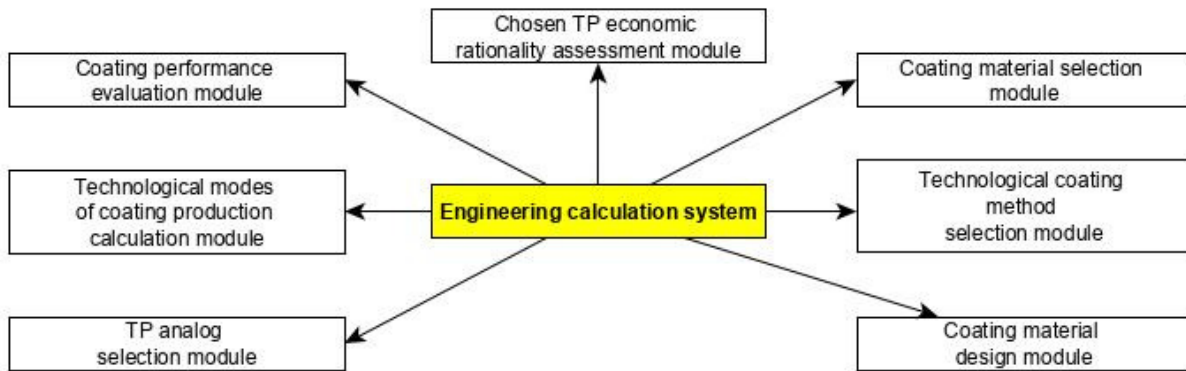 Chosen TP economic
rationality assessment module
Coating performance
evaluation module
Coating material selection
module
Technological modes
of coating production
calculation module
Engineering calculation system
Technological coating
method
selection module
TP analog
selection module
Coating material
design module